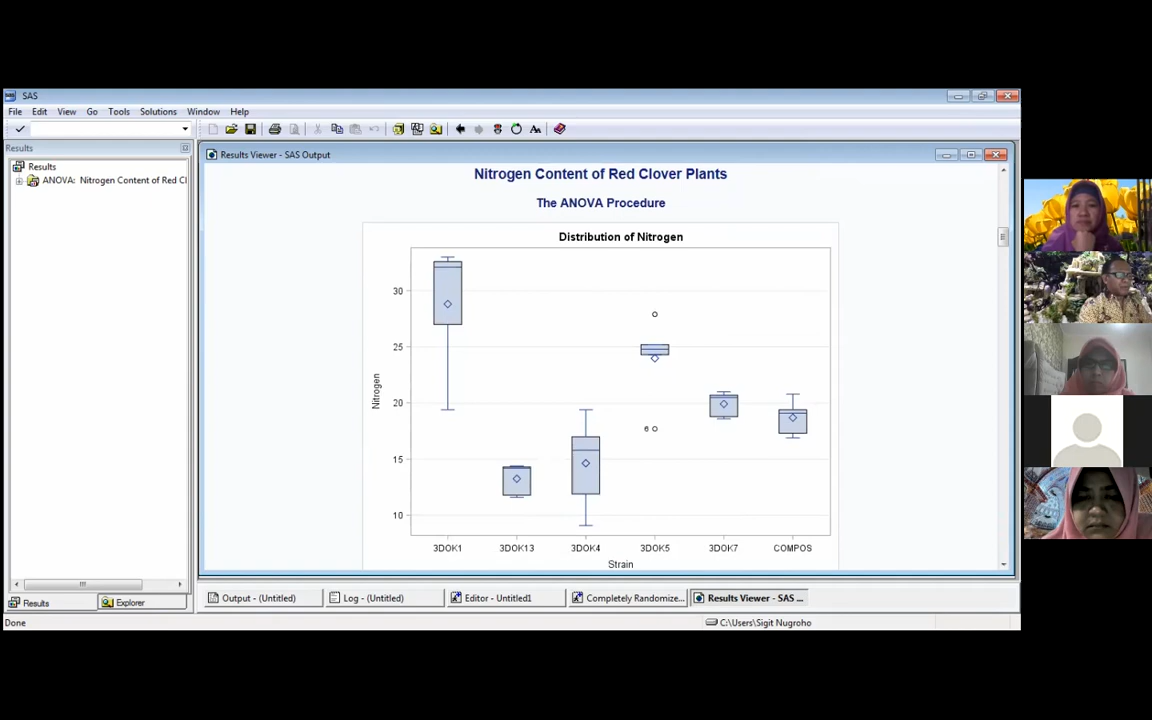 SAS
File Edit View Go Tools Solutions Window Help
Results
Results Viewer - SAS Output
Results
ANOVA: Nitrogen Content of Red Cl
Nitrogen Content of Red Clover Plants
The ANOVA Procedure
Distribution of Nitrogen
30
25
20
15
10
Nitrogen
6
3DOK1 3DOK13 3DOK4 3DOK5 3DOK7 COMPOS
Strain
Results Explorer
Output - (Untitled) Log - (Untitled) Editor - Untitled1 Completely Randomize... Results Viewer - SAS ...
Done C:\Users\Sigit Nugroho